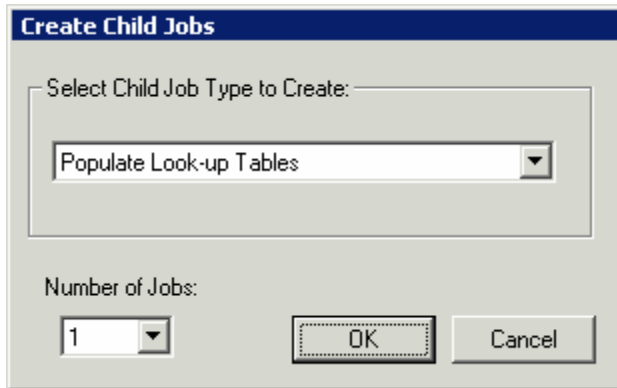 Create Child Jobs
Select Child Job Type to Create:
Populate Look-up Tables
Number of Jobs:
1 OK Cancel